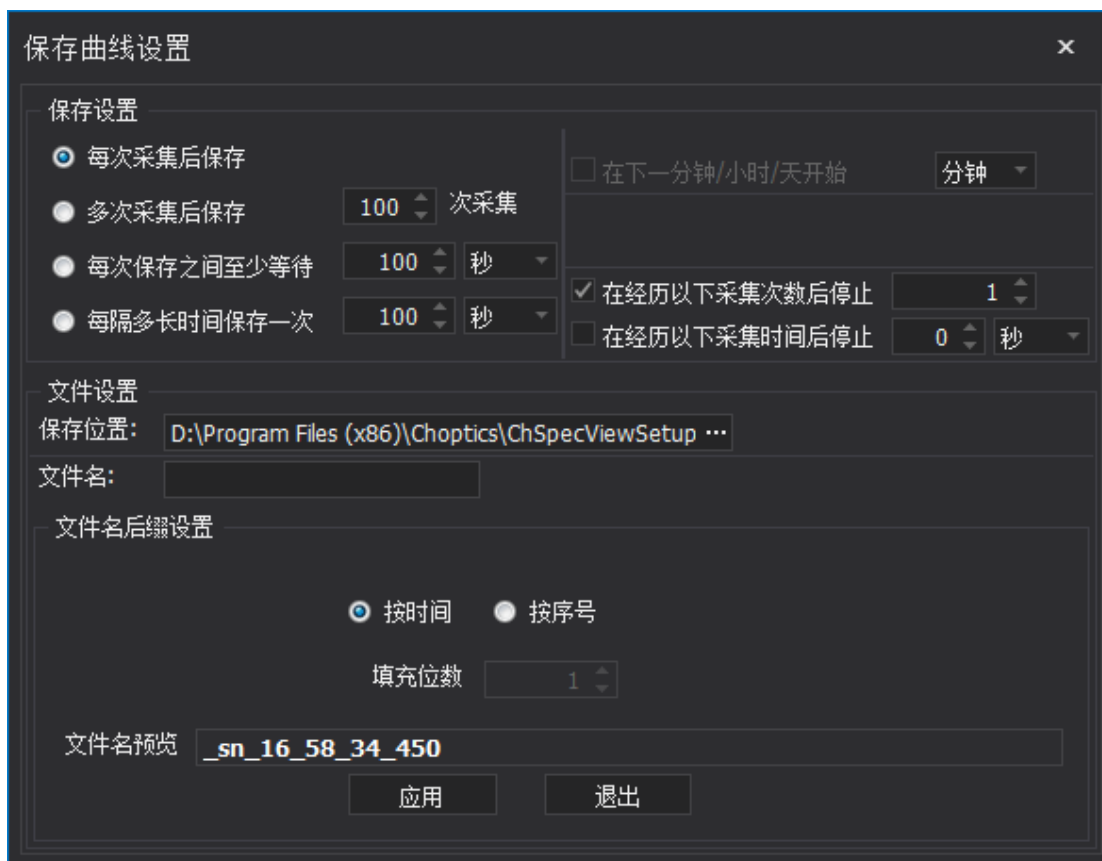 保存曲线设置
保存设置
每次采集后保存
在下一分钟/小时/天开始 分钟
多次采集后保存 100 次采集
每次保存之间至少等待 100 秒
在经历以下采集次数后停止 1
每隔多长时间保存一次 100 秒
在经历以下采集时间后停止 0 秒
文件设置
保存位置: D:\Program Files (x86)\Choptics\ChSpecViewSetup ···
文件名:
文件名后缀设置
按时间 按序号
填充位数 1
文件名预览 _sn_16_58_34_450
应用 退出